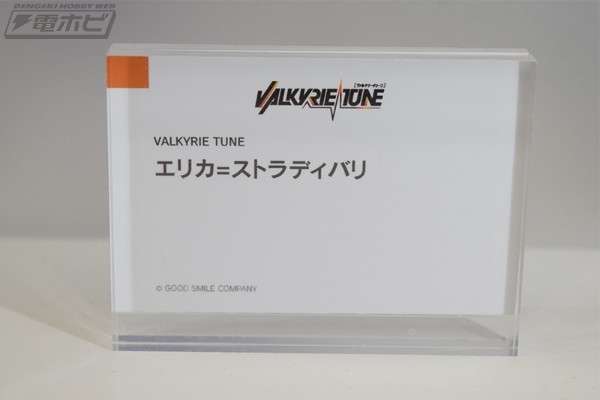 DENGEKI HOBBY WEB
電ホビ
[ヴァルキリーチューン]
VALKYRIE TUNE
VALKYRIE TUNE
エリカ=ストラディバリ
© GOOD SMILE COMPANY